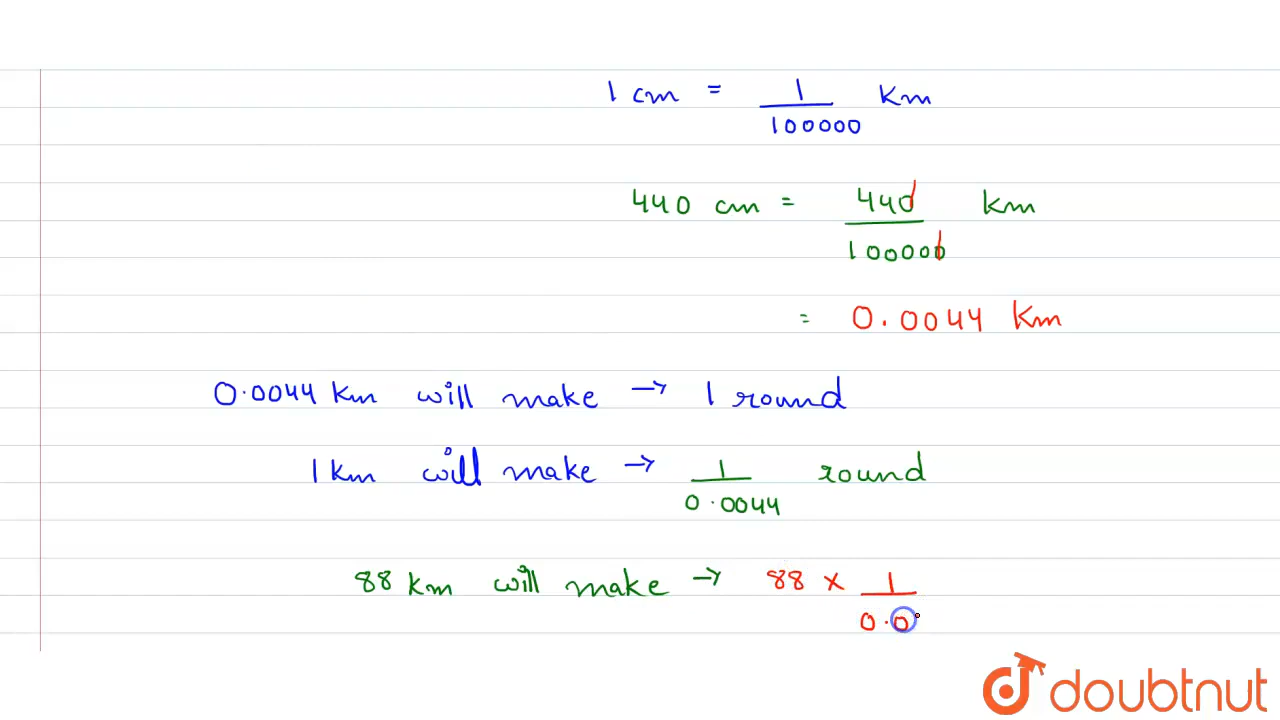 1 cm = 1/100000 km
440 cm = 440/100000 km
= 0.0044 km
0.0044 km will make → 1 round
1 km will make → 1/0.0044 round
88 km will make → 88 × 1/0.0
doubtnut